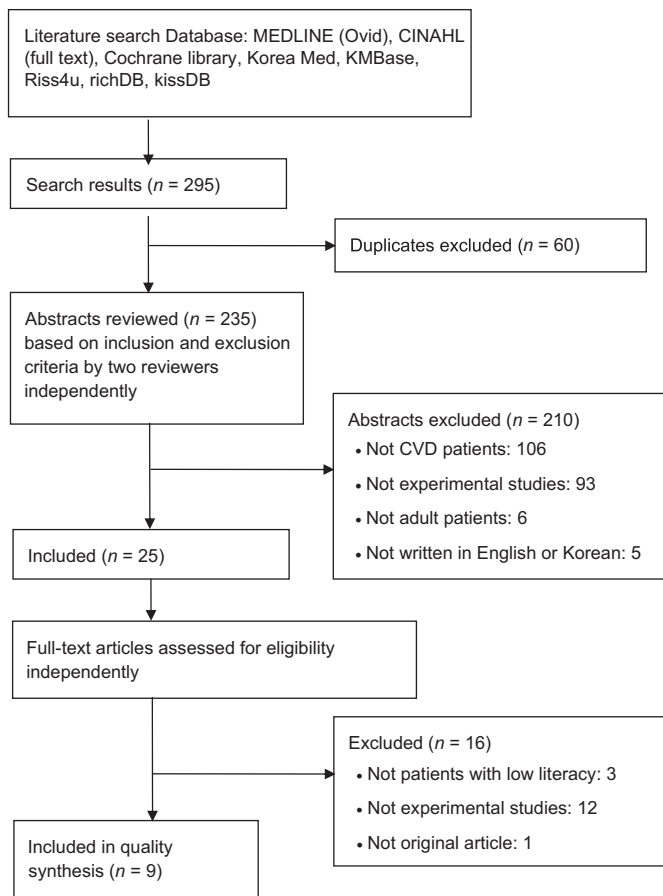 Literature search Database: MEDLINE (Ovid), CINAHL
(full text), Cochrane library, Korea Med, KMBase,
Riss4u, richDB, kissDB
Search results (n = 295)
Duplicates excluded (n = 60)
Abstracts reviewed (n = 235)
based on inclusion and exclusion
criteria by two reviewers
independently
Abstracts excluded (n = 210)
• Not CVD patients: 106
• Not experimental studies: 93
• Not adult patients: 6
• Not written in English or Korean: 5
Included (n = 25)
Full-text articles assessed for eligibility
independently
Excluded (n = 16)
• Not patients with low literacy: 3
• Not experimental studies: 12
• Not original article: 1
Included in quality
synthesis (n = 9)